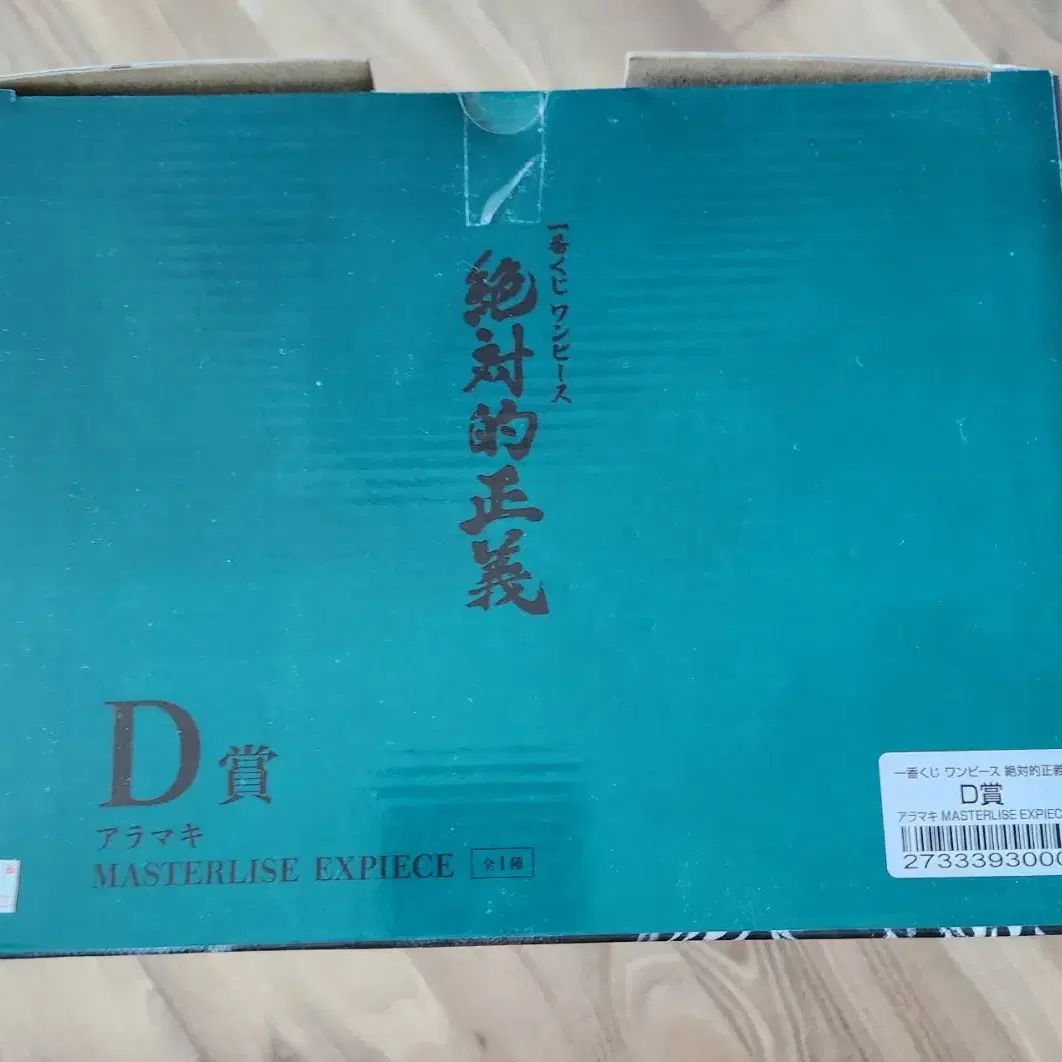 一番くじ ワンピース
絶対的正義
D賞
アラマキ
MASTERLISE EXPIECE 全1種
一番くじ ワンピース 絶対的正義
D賞
アラマキ MASTERLISE EXPIEC
2733393000